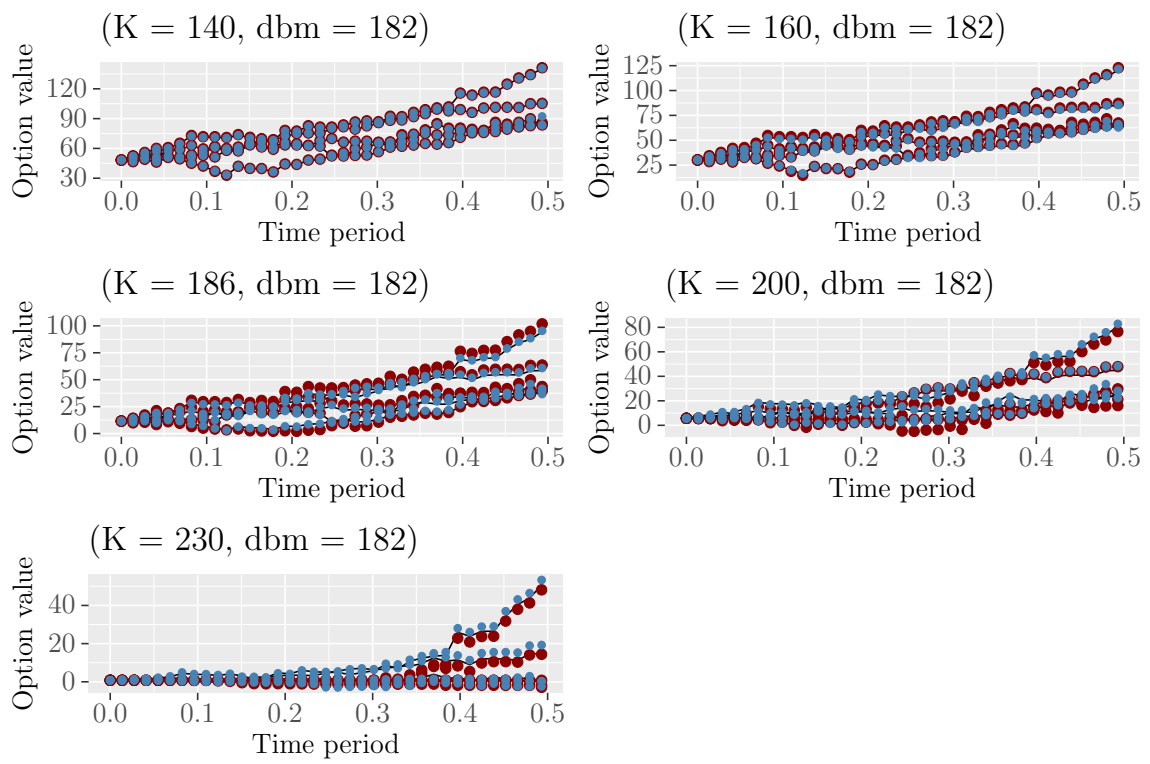 (K = 140, dbm = 182)
Option value
120
90
60
30
0.0 0.1 0.2 0.3 0.4 0.5
Time period
(K = 160, dbm = 182)
Option value
125
100
75
50
25
0.0 0.1 0.2 0.3 0.4 0.5
Time period
(K = 186, dbm = 182)
Option value
100
75
50
25
0
0.0 0.1 0.2 0.3 0.4 0.5
Time period
(K = 200, dbm = 182)
Option value
80
60
40
20
0
0.0 0.1 0.2 0.3 0.4 0.5
Time period
(K = 230, dbm = 182)
Option value
40
20
0
0.0 0.1 0.2 0.3 0.4 0.5
Time period